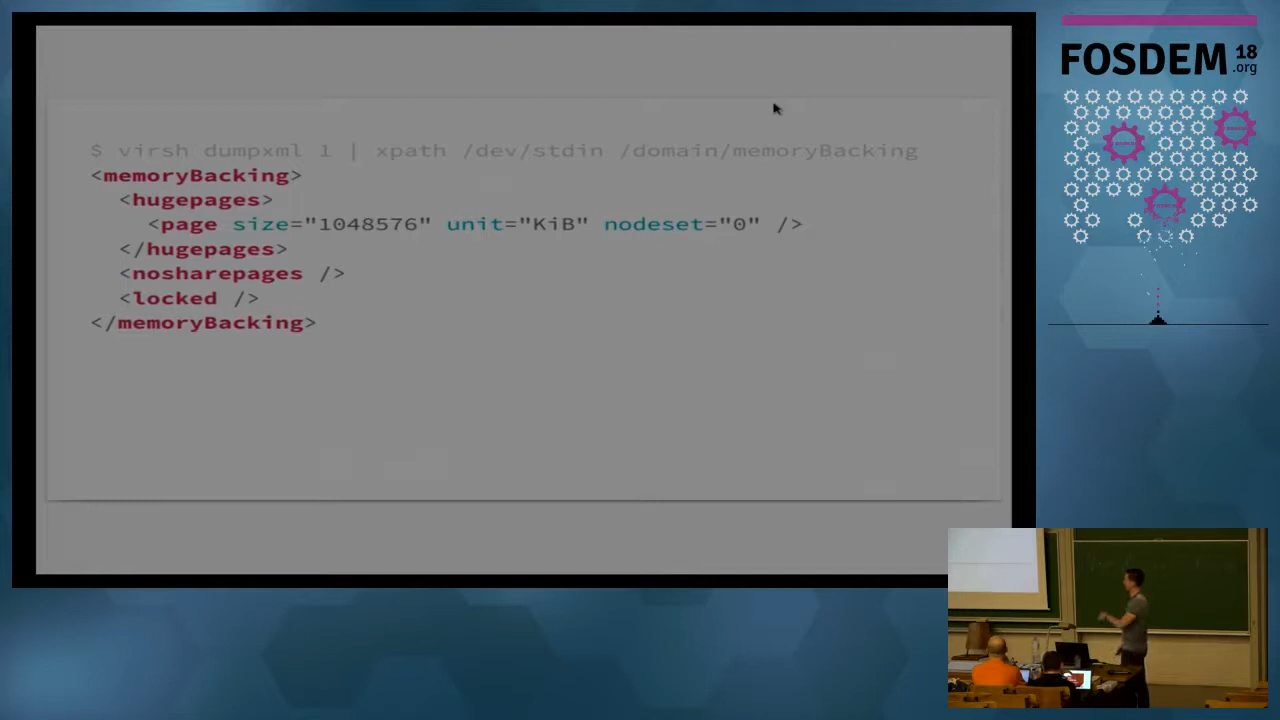 $ virsh dumpxml 1 | xpath /dev/stdin /domain/memoryBacking
<memoryBacking>
  <hugepages>
    <page size="1048576" unit="KiB" nodeset="0" />
  </hugepages>
  <nosharepages />
  <locked />
</memoryBacking>
FOSDEM 18
.org